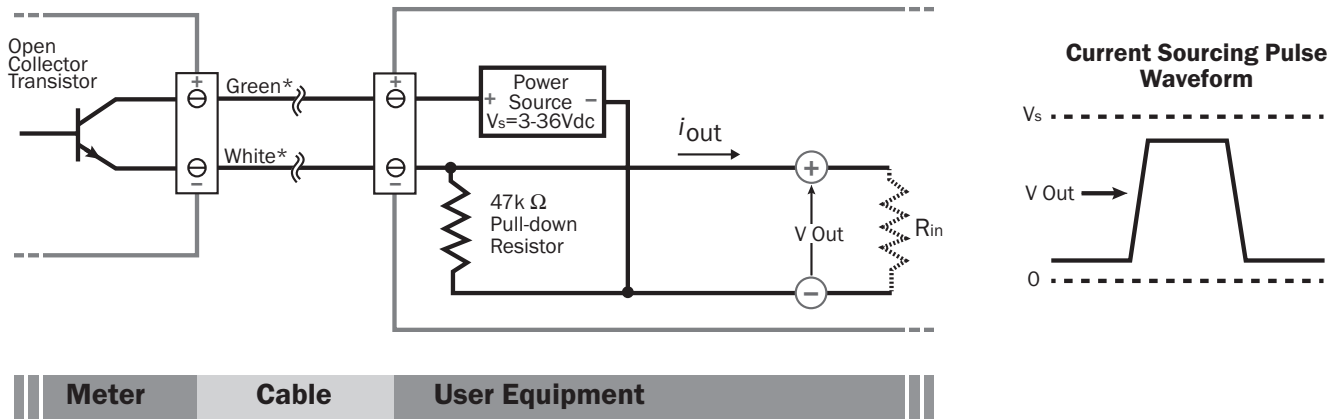 Open
Collector
Transistor
+
Green*
White*
−
+
−
Power
+ Source −
Vs=3-36Vdc
iout
47k Ω
Pull-down
Resistor
+
V Out
−
Rin
Current Sourcing Pulse
Waveform
Vs
V Out
0
Meter
Cable
User Equipment